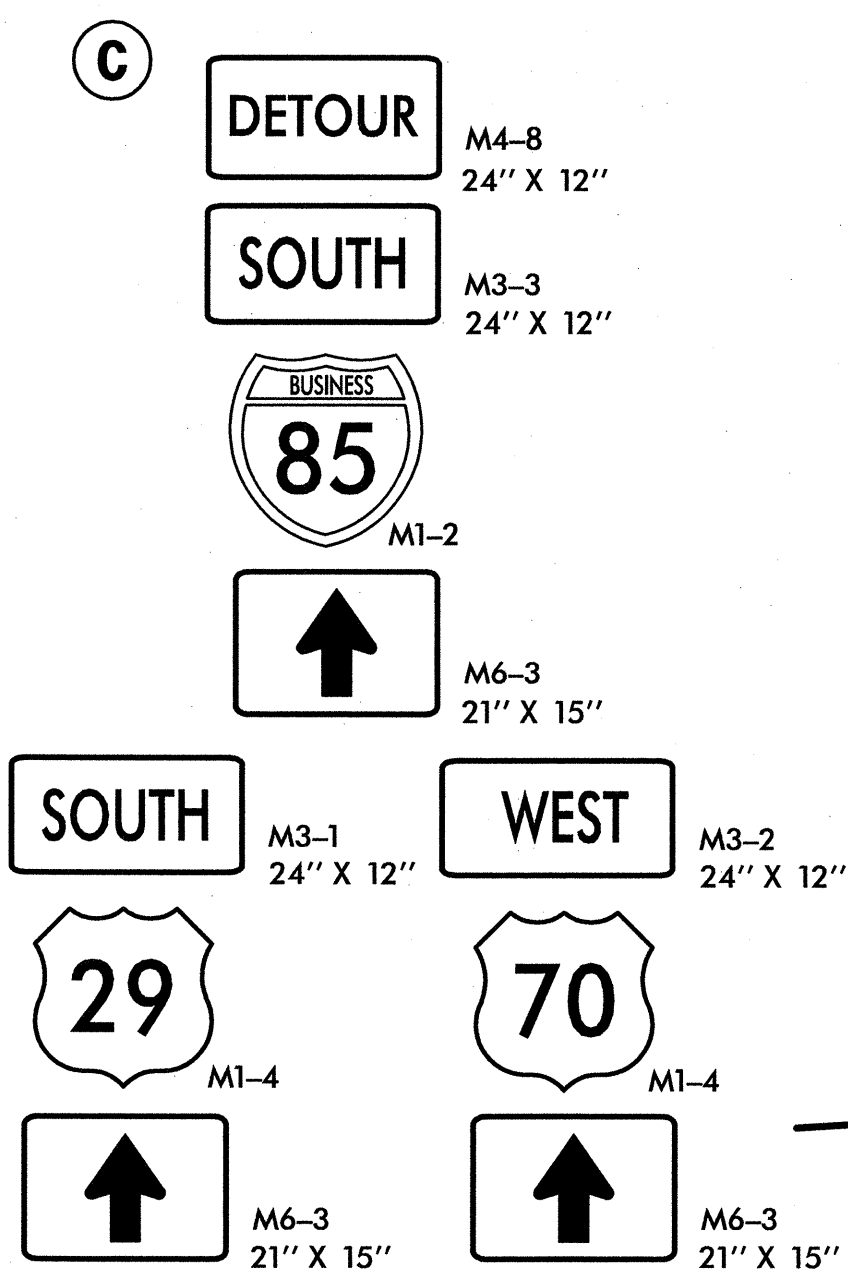 C
DETOUR
M4–8
24'' X 12''
SOUTH
M3–3
24'' X 12''
BUSINESS
85
M1–2
M6–3
21'' X 15''
SOUTH
M3–1
24'' X 12''
WEST
M3–2
24'' X 12''
29
M1–4
70
M1–4
M6–3
21'' X 15''
M6–3
21'' X 15''